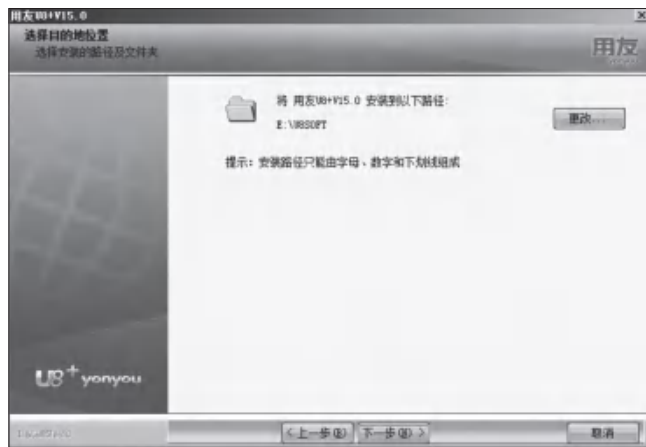 用友U8+V15.0
选择目的地位置
选择安装的路径及文件夹
用友
yonyou
将 用友U8+V15.0 安装到以下路径:
E:\U8SOFT
更改...
提示: 安装路径只能由字母、数字和下划线组成
U8+ yonyou
InstallShield
<上一步(B)
下一步(N) >
取消